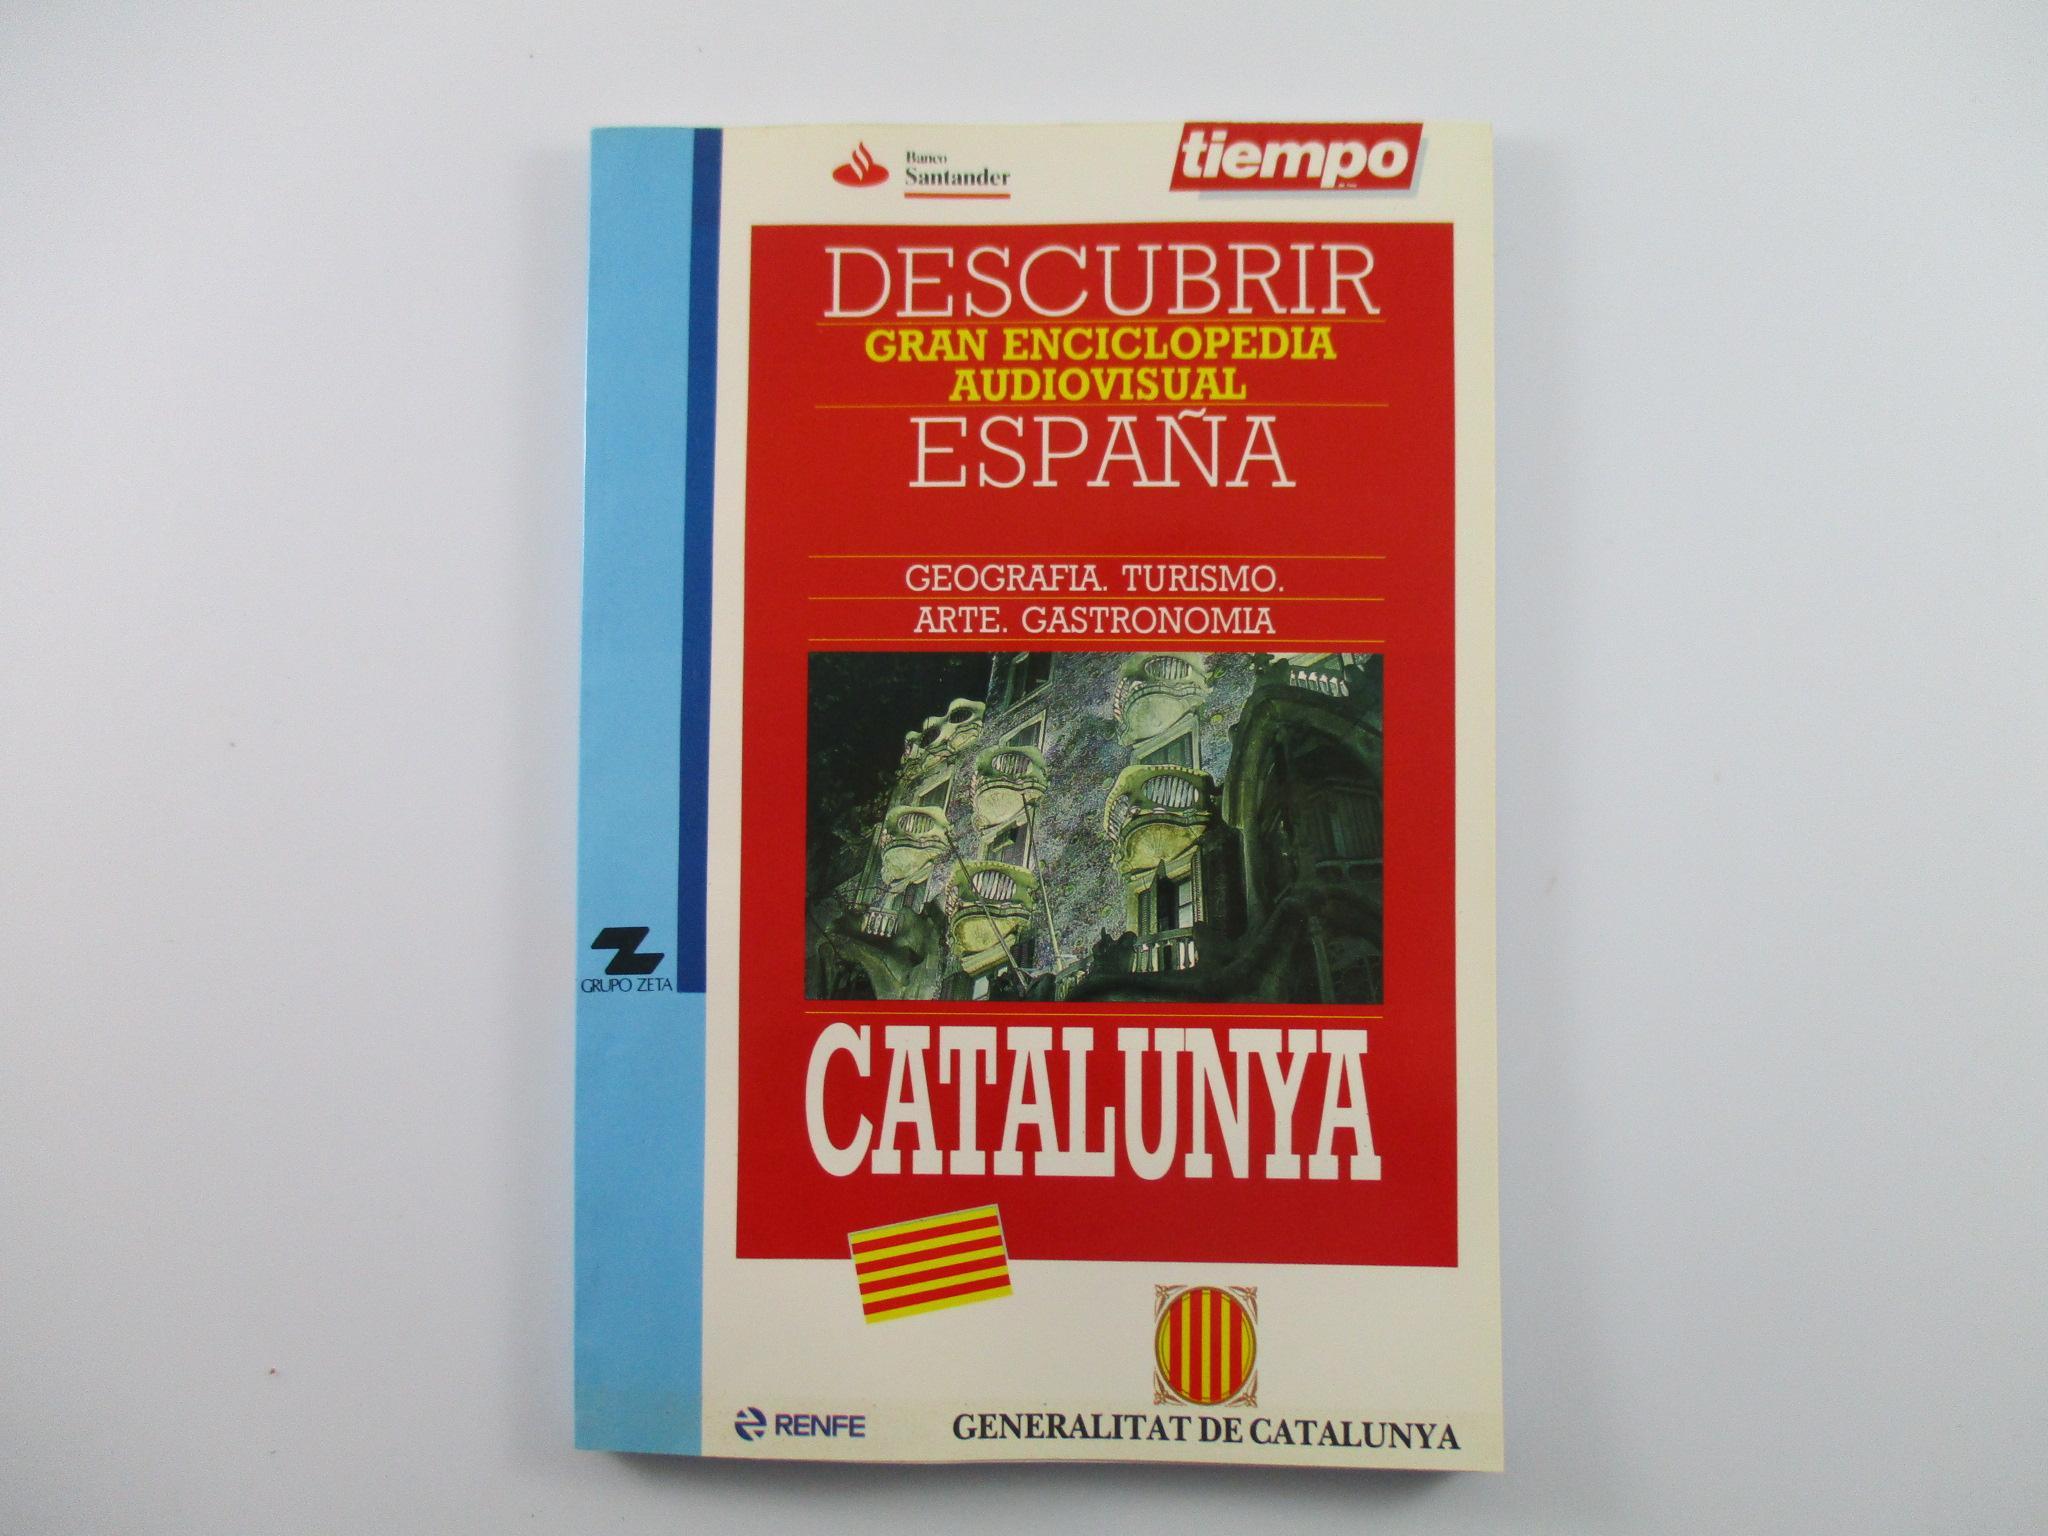 Banco
Santander
tiempo
DESCUBRIR
GRAN ENCICLOPEDIA
AUDIOVISUAL
ESPAÑA
GEOGRAFIA. TURISMO.
ARTE. GASTRONOMIA
GRUPO ZETA
CATALUNYA
RENFE
GENERALITAT DE CATALUNYA